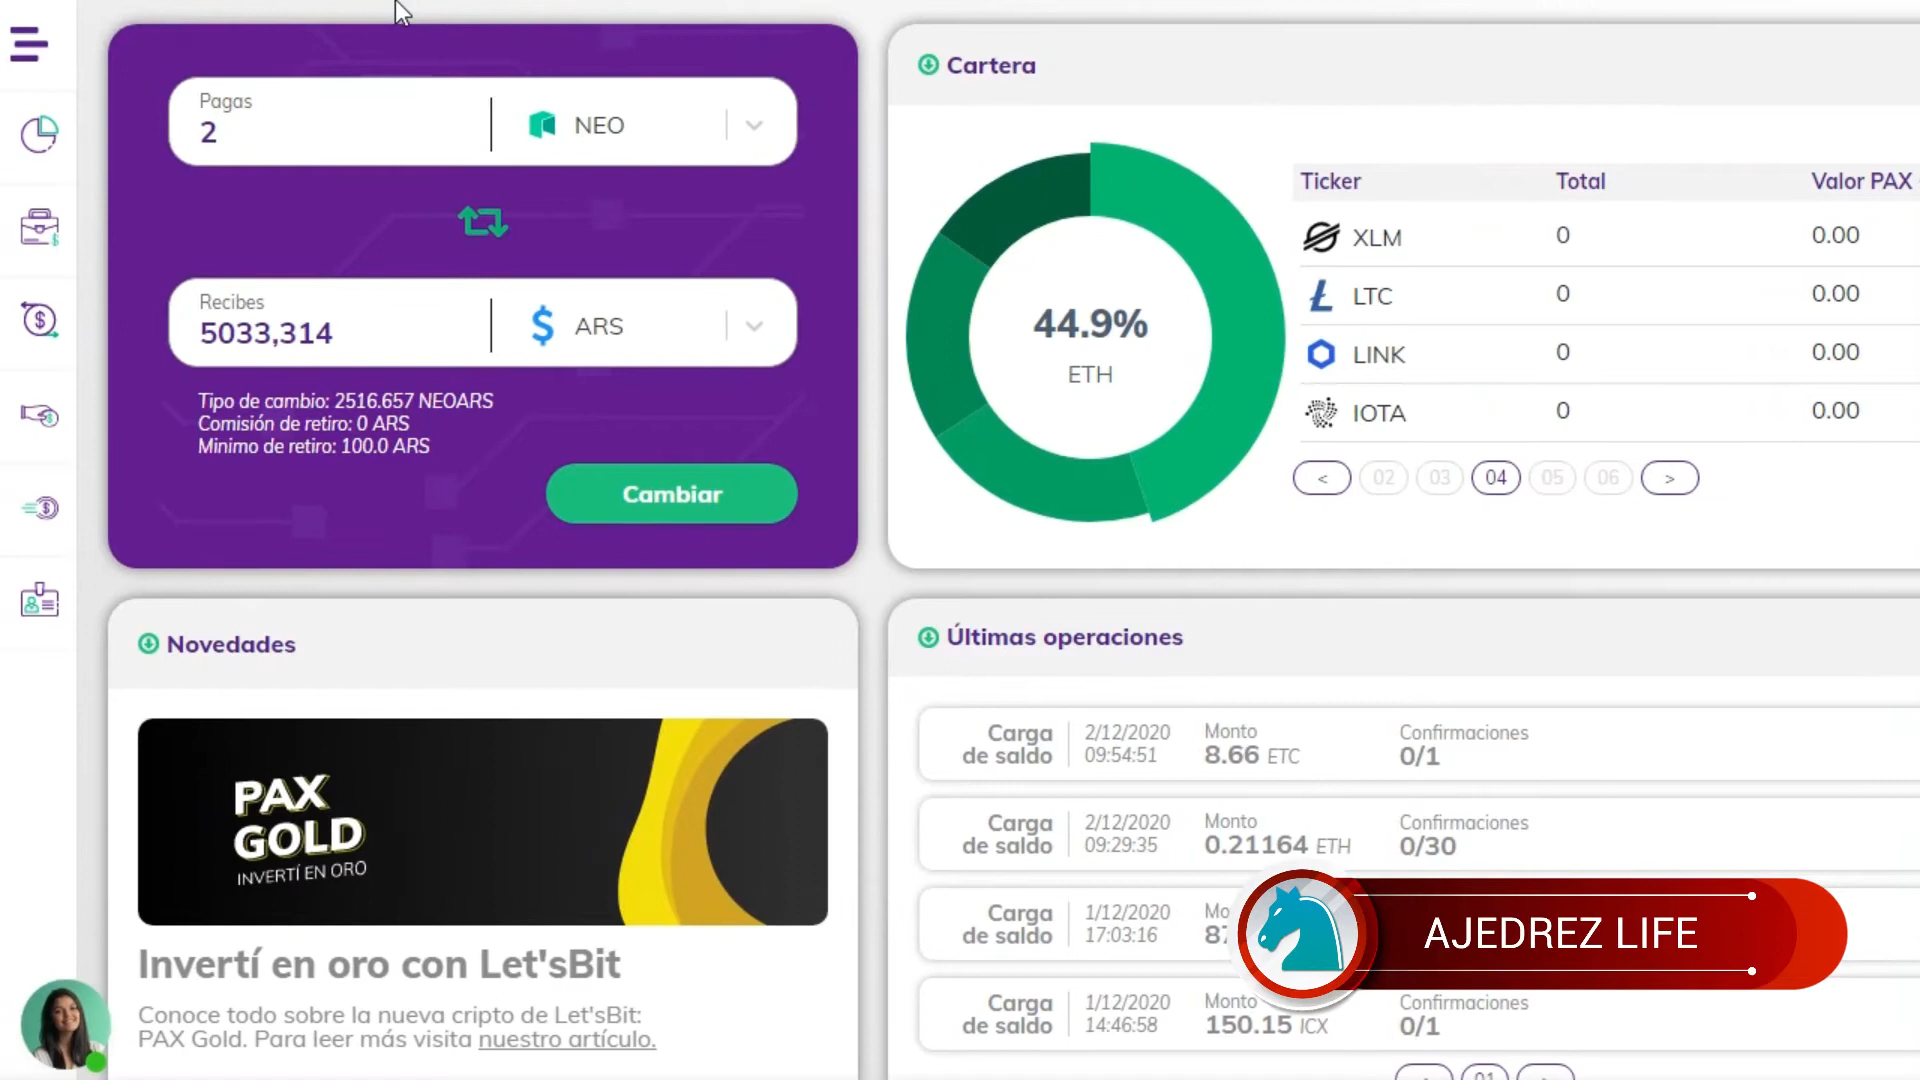 Pagas
2
NEO
Recibes
5033,314
ARS
Tipo de cambio: 2516.657 NEOARS
Comisión de retiro: 0 ARS
Minimo de retiro: 100.0 ARS
Cambiar
Cartera
44.9%
ETH
Ticker Total Valor PAX
XLM 0 0.00
LTC 0 0.00
LINK 0 0.00
IOTA 0 0.00
< 02 03 04 05 06 >
Novedades
PAX
GOLD
INVERTÍ EN ORO
Invertí en oro con Let'sBit
Conoce todo sobre la nueva cripto de Let'sBit:
PAX Gold. Para leer más visita nuestro artículo.
Últimas operaciones
Carga 2/12/2020 Monto Confirmaciones
de saldo 09:54:51 8.66 ETC 0/1
Carga 2/12/2020 Monto Confirmaciones
de saldo 09:29:35 0.21164 ETH 0/30
Carga 1/12/2020
de saldo 17:03:16
AJEDREZ LIFE
Carga 1/12/2020 Monto Confirmaciones
de saldo 14:46:58 150.15 ICX 0/1